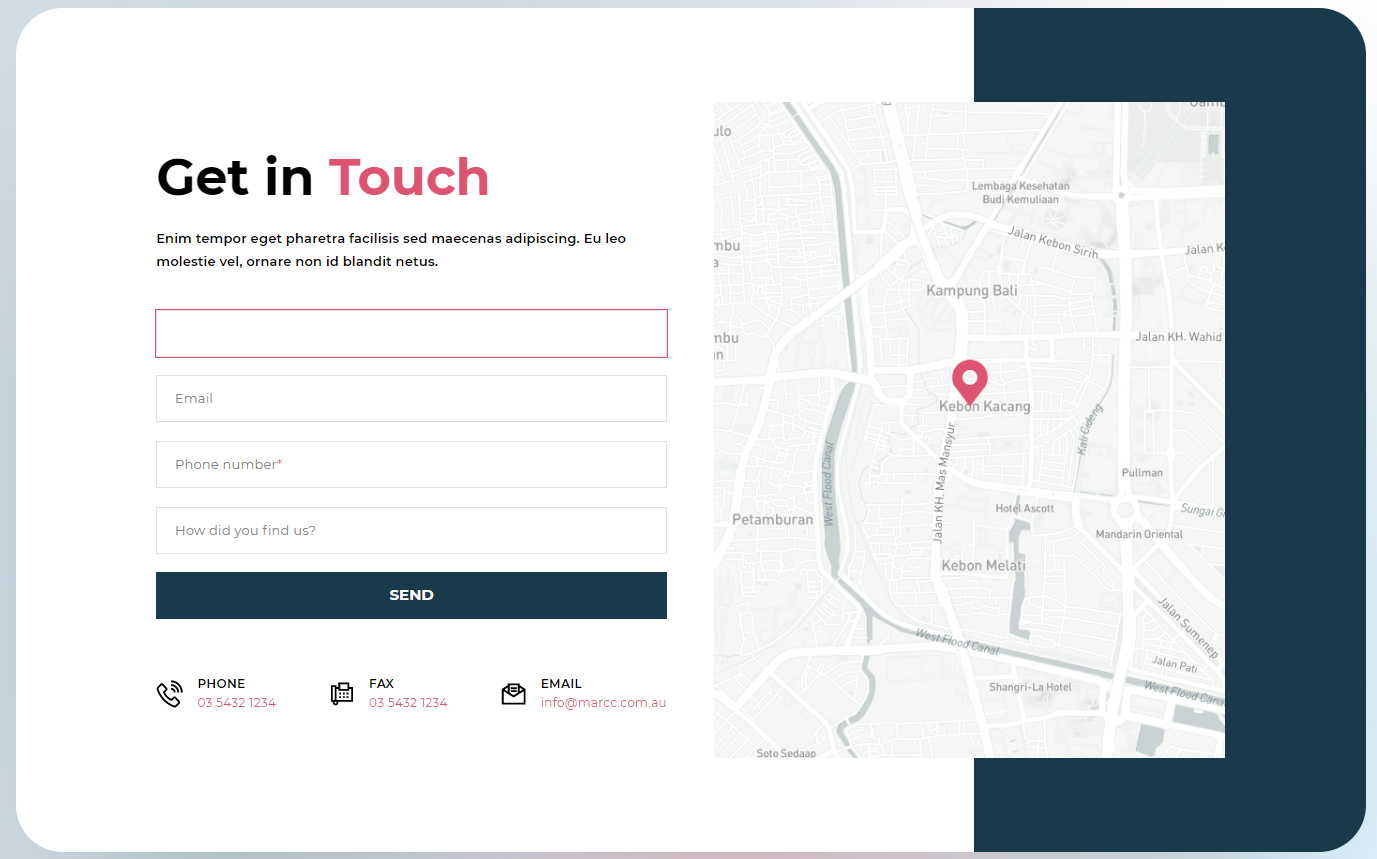 Get in Touch
Enim tempor eget pharetra facilisis sed maecenas adipiscing. Eu leo
molestie vel, ornare non id blandit netus.
Email
Phone number*
How did you find us?
SEND
PHONE
03 5432 1234
FAX
03 5432 1234
EMAIL
info@marcc.com.au
Lembaga Kesehatan
Budi Kemuliaan
Jalan Kebon Sirih
Kampung Bali
Jalan KH. Wahid
Kebon Kacang
Kali Cideng
Jalan KH. Mas Mansyur
West Flood Canal
Pullman
Hotel Ascott
Petamburan
Sungai
Mandarin Oriental
Kebon Melati
Jalan Sumenep
West Flood Canal
Jalan Pati
Shangri-La Hotel
West Flood Cana
Soto Sedaap